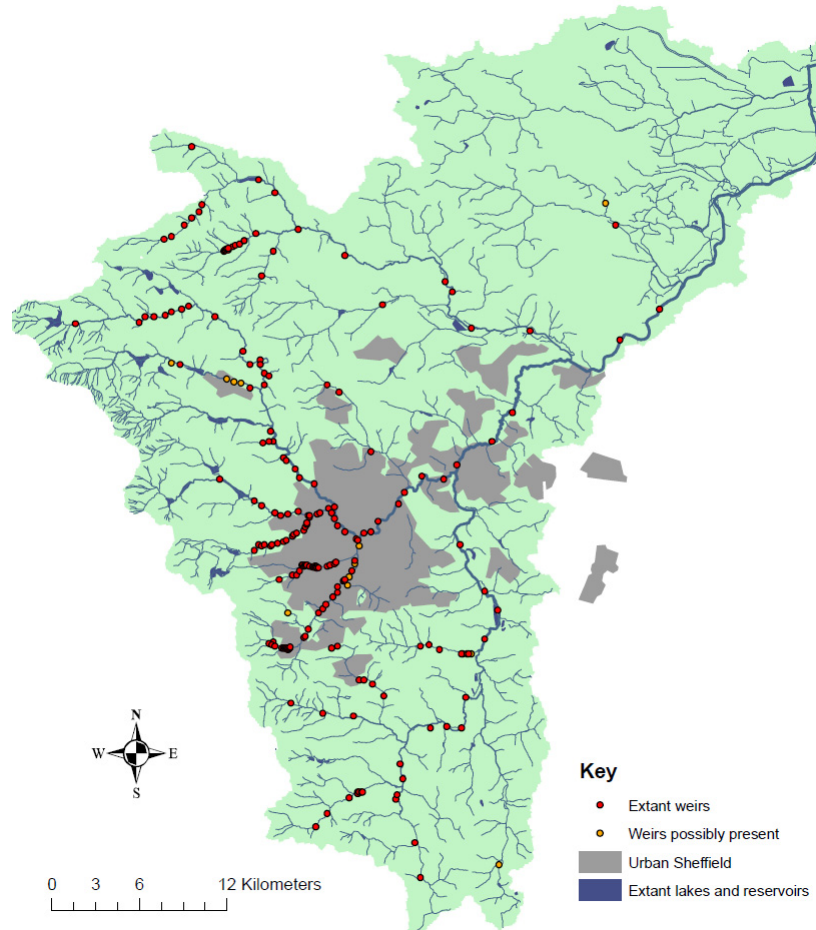 N
W E
S
0 3 6 12 Kilometers
Key
Extant weirs
Weirs possibly present
Urban Sheffield
Extant lakes and reservoirs